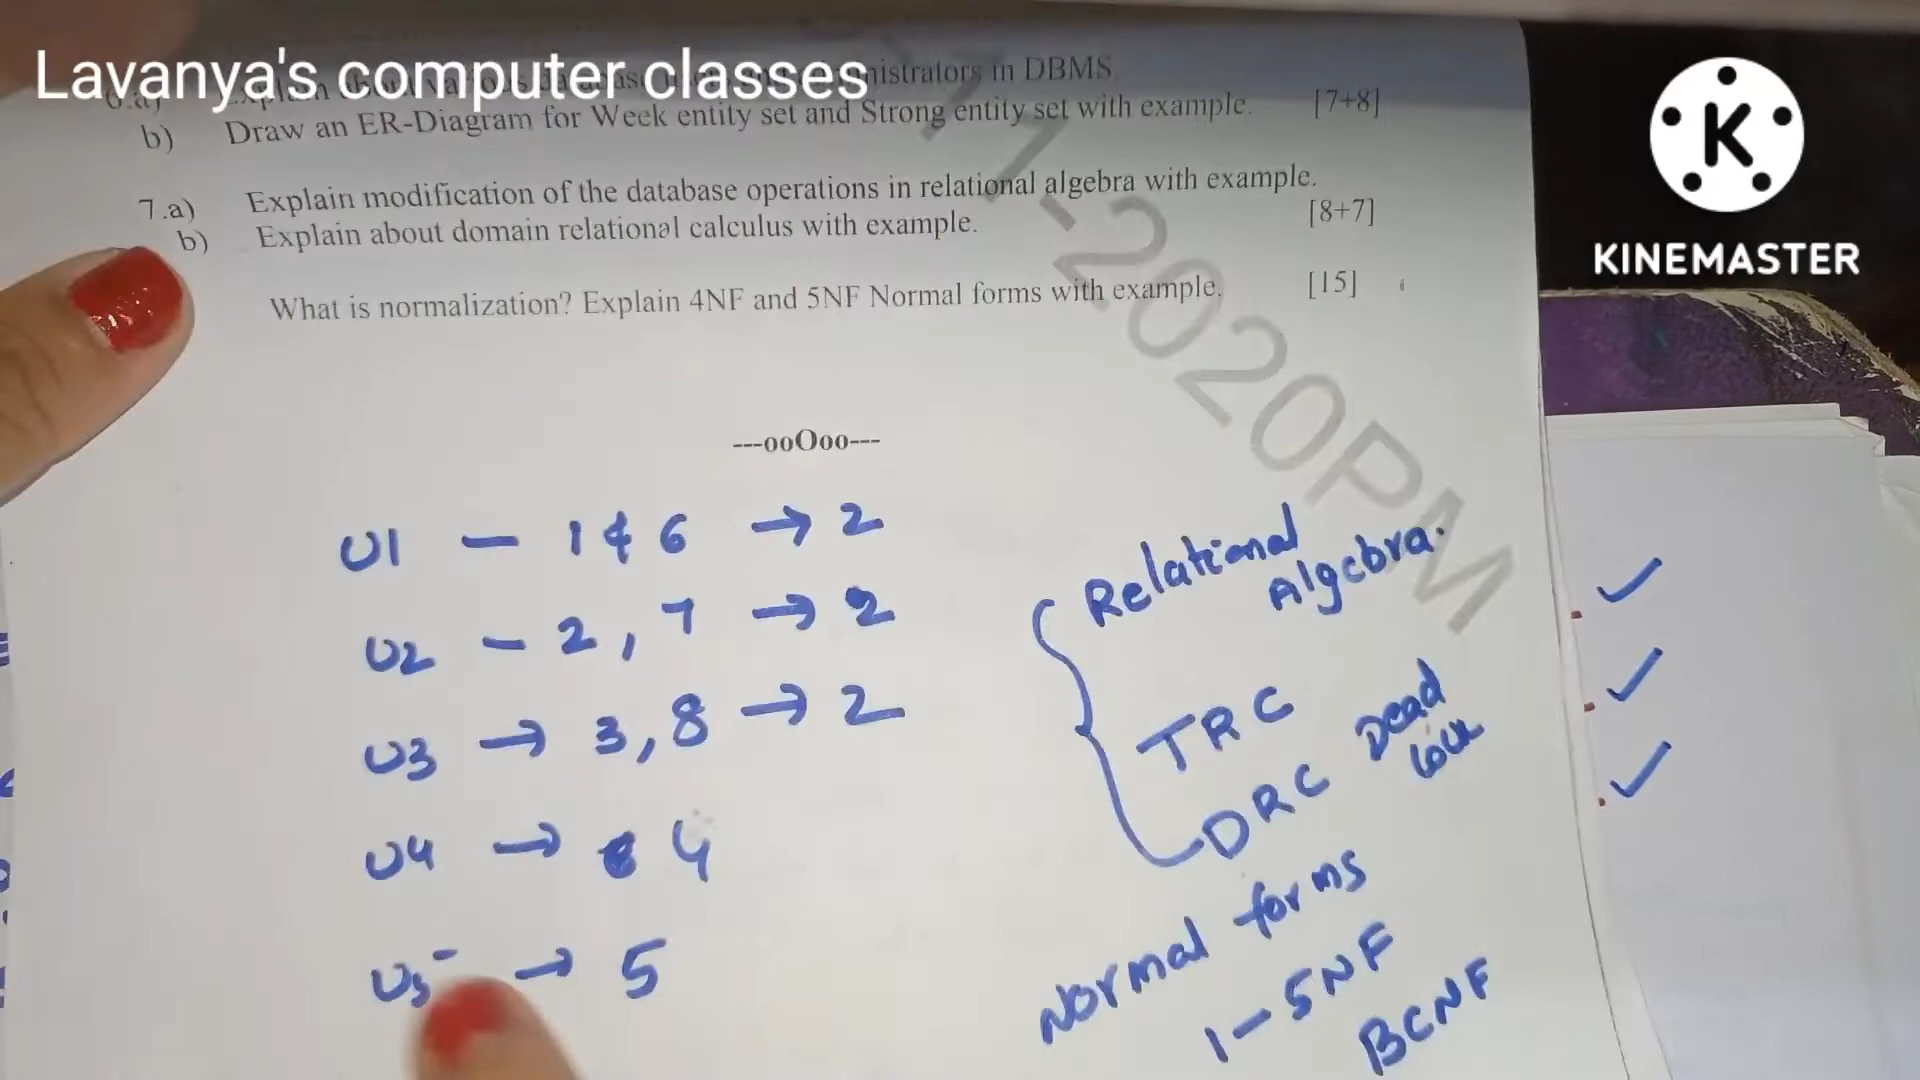 Lavanya's computer classes
nistrators in DBMS.
b) Draw an ER-Diagram for Week entity set and Strong entity set with example. [7+8]
7.a) Explain modification of the database operations in relational algebra with example.
b) Explain about domain relational calculus with example. [8+7]
What is normalization? Explain 4NF and 5NF Normal forms with example. [15]
---ooOoo---
U1 - 1 & 6 → 2
U2 - 2, 7 → 2
U3 → 3, 8 → 2
U4 → 4
U5 → 5
Relational
Algebra.
TRC
DRC
Dead
Normal forms
1-5NF
BCNF
-2020PM
K
KINEMASTER